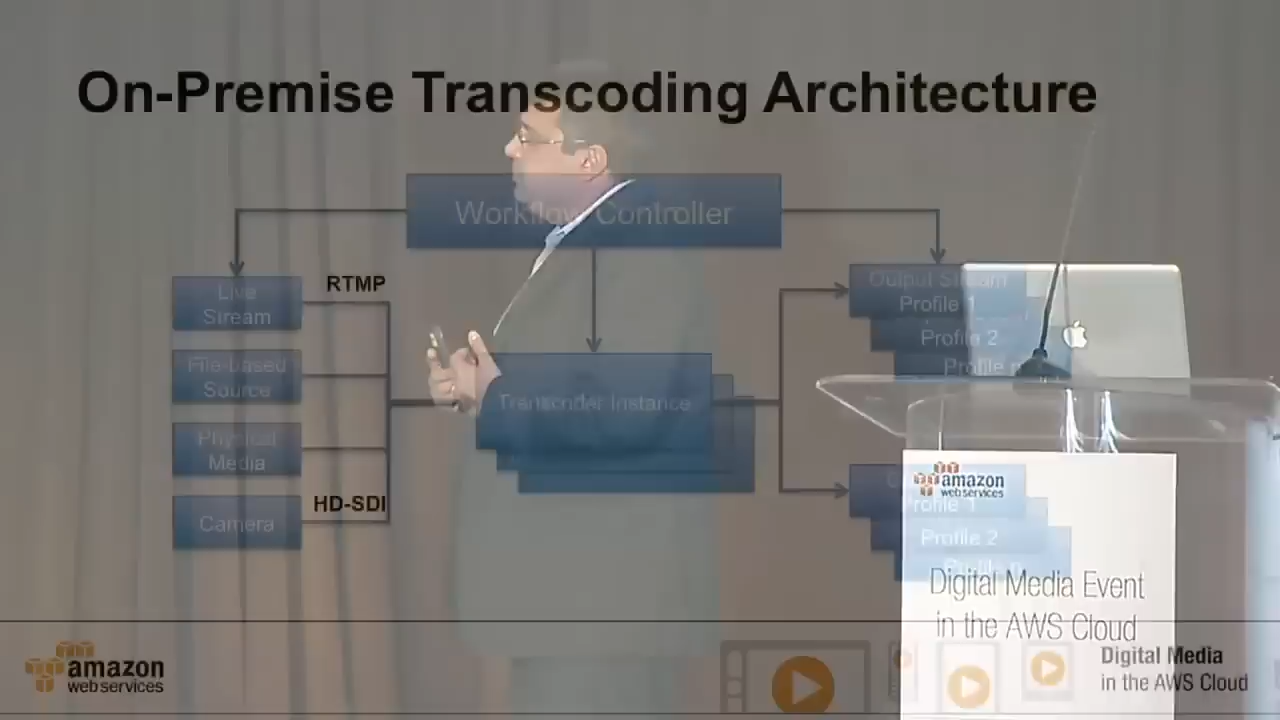 On-Premise Transcoding Architecture
Workflow Controller
RTMP
Live
Stream
File-based
Source
Physical
Media
HD-SDI
Camera
Transcoder Instance
Output Stream
Profile 1
Profile 2
Profile n
Profile 1
Profile 2
amazon
web services
Digital Media Event
in the AWS Cloud
amazon
web services
Digital Media
in the AWS Cloud